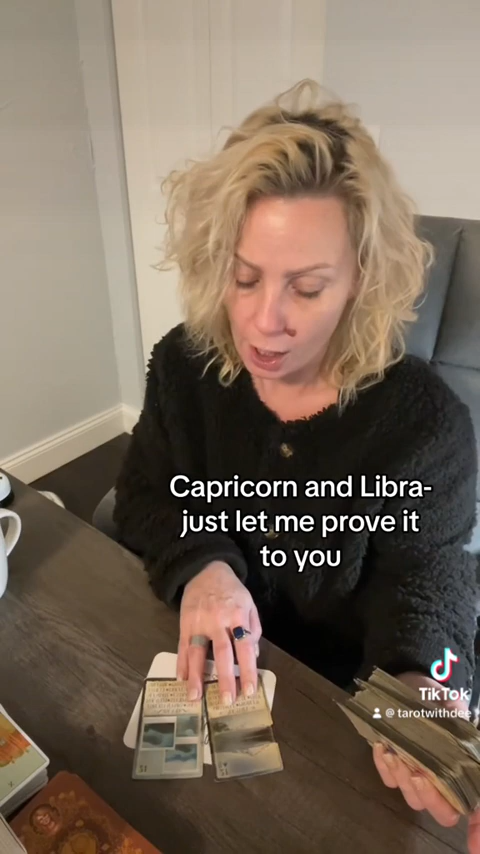 Capricorn and Libra-
just let me prove it
to you
TikTok
@ tarotwithdee